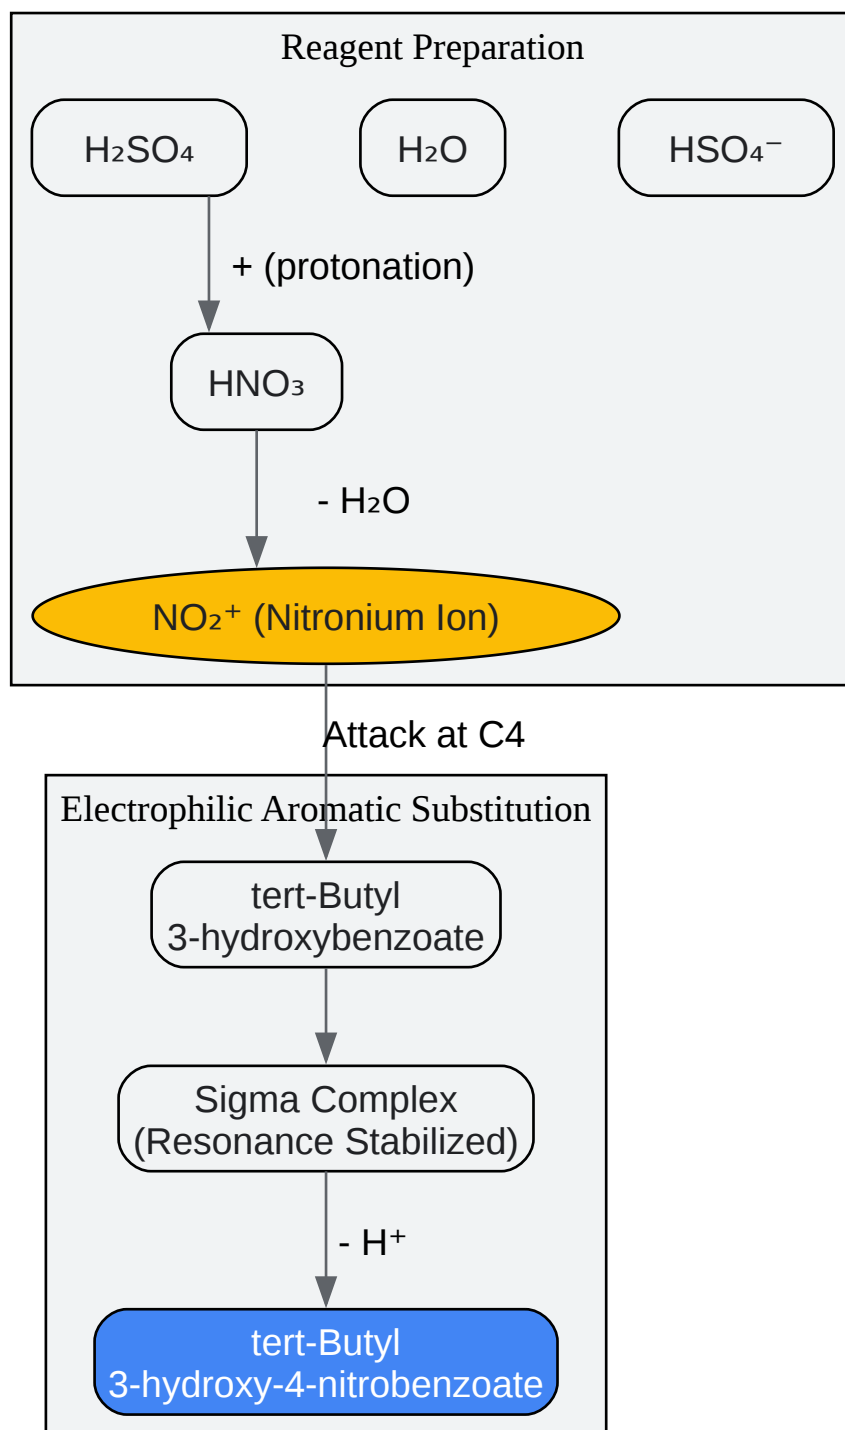 Reagent Preparation
H₂SO₄
H₂O
HSO₄⁻
+ (protonation)
HNO₃
- H₂O
NO₂⁺ (Nitronium Ion)
Attack at C4
Electrophilic Aromatic Substitution
tert-Butyl
3-hydroxybenzoate
Sigma Complex
(Resonance Stabilized)
- H⁺
tert-Butyl
3-hydroxy-4-nitrobenzoate